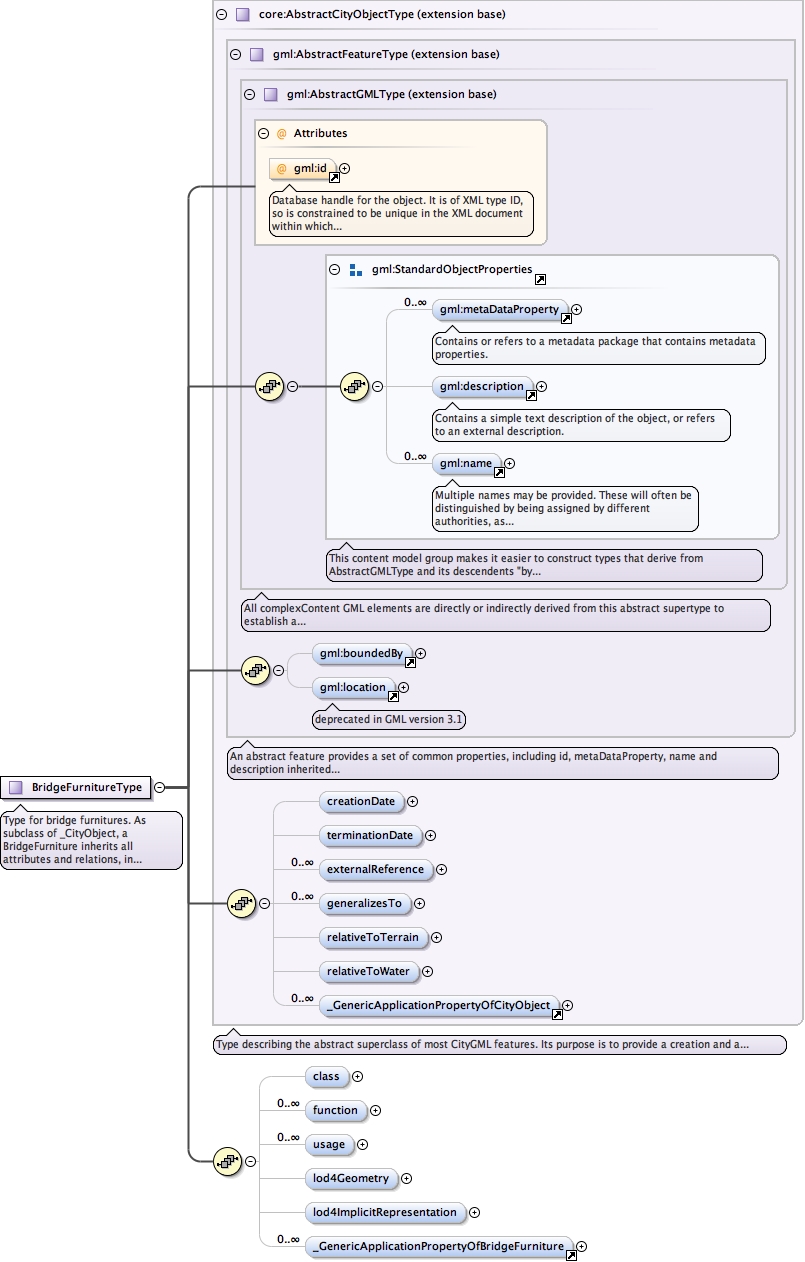 core:AbstractCityObjectType (extension base)
gml:AbstractFeatureType (extension base)
gml:AbstractGMLType (extension base)
@ Attributes
@ gml:id
Database handle for the object. It is of XML type ID,
so is constrained to be unique in the XML document
within which...
gml:StandardObjectProperties
0..∞
gml:metaDataProperty
Contains or refers to a metadata package that contains metadata
properties.
gml:description
Contains a simple text description of the object, or refers
to an external description.
0..∞
gml:name
Multiple names may be provided. These will often be
distinguished by being assigned by different
authorities, as...
This content model group makes it easier to construct types that derive from
AbstractGMLType and its descendents "by...
All complexContent GML elements are directly or indirectly derived from this abstract supertype to
establish a...
gml:boundedBy
gml:location
deprecated in GML version 3.1
An abstract feature provides a set of common properties, including id, metaDataProperty, name and
description inherited...
BridgeFurnitureType
Type for bridge furnitures. As
subclass of _CityObject, a
BridgeFurniture inherits all
attributes and relations, in...
creationDate
terminationDate
0..∞
externalReference
0..∞
generalizesTo
relativeToTerrain
relativeToWater
0..∞
_GenericApplicationPropertyOfCityObject
Type describing the abstract superclass of most CityGML features. Its purpose is to provide a creation and a...
class
0..∞
function
0..∞
usage
lod4Geometry
lod4ImplicitRepresentation
0..∞
_GenericApplicationPropertyOfBridgeFurniture